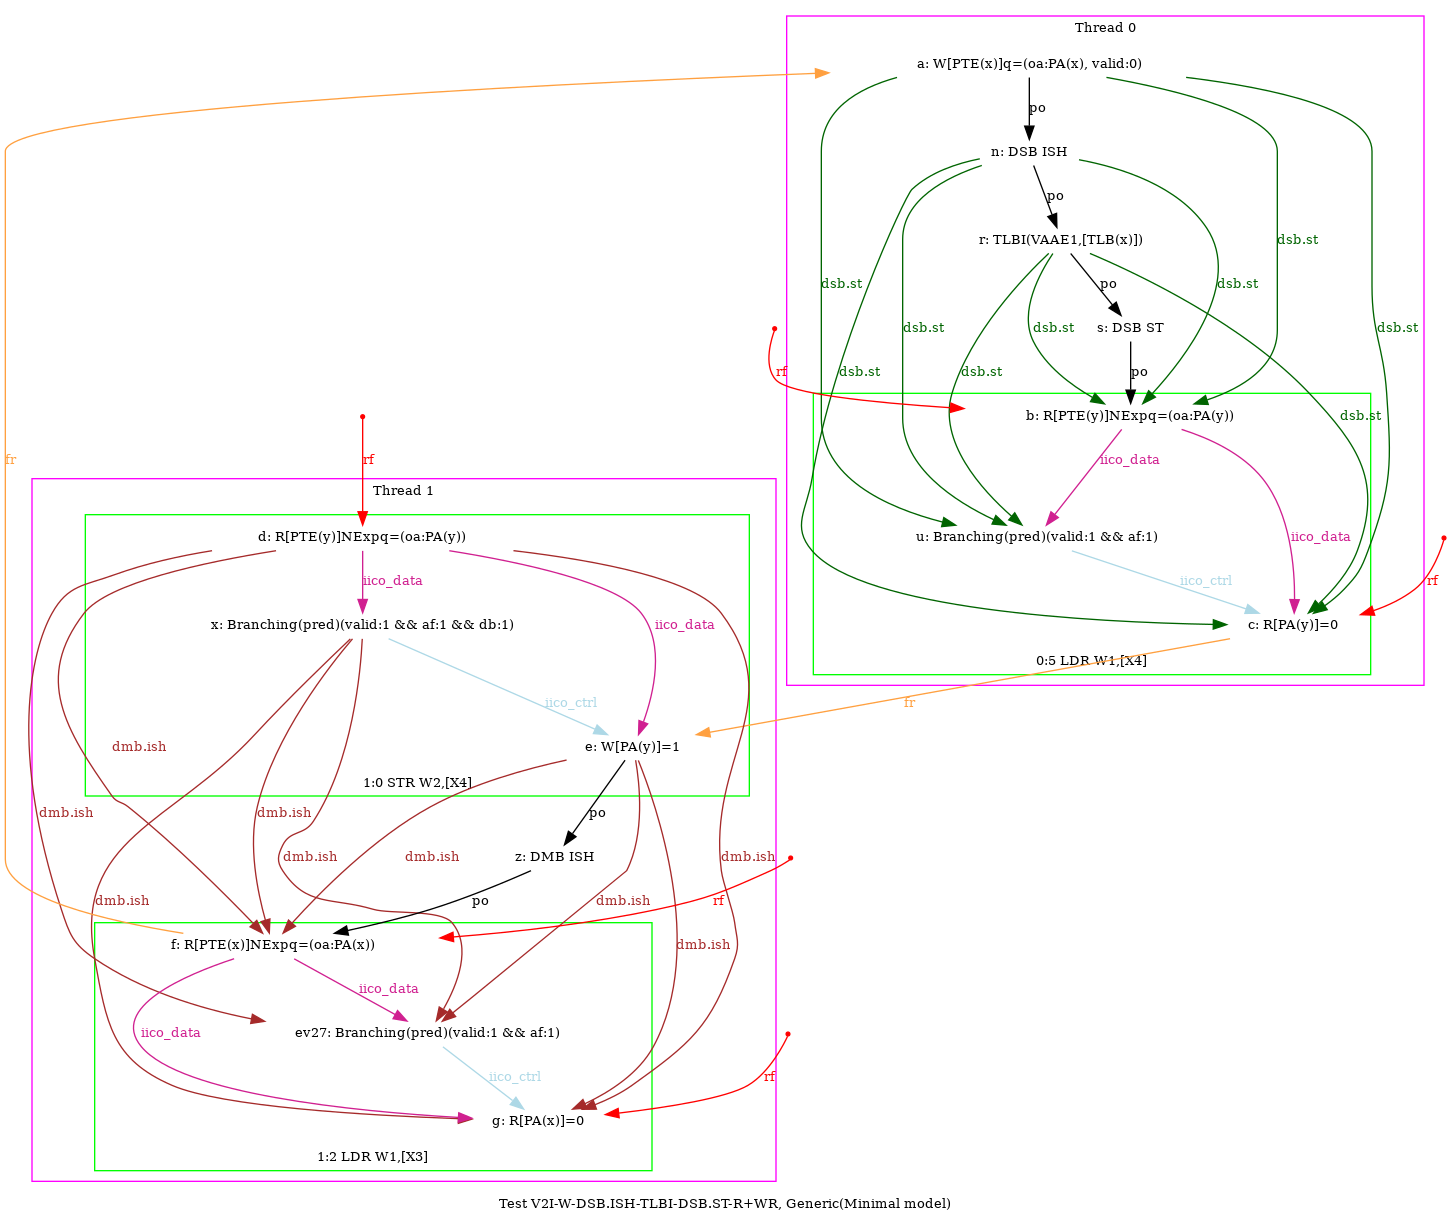 Thread 0
a: W[PTE(x)]q=(oa:PA(x), valid:0)
po
n: DSB ISH
po
r: TLBI(VAAE1,[TLB(x)])
dsb.st
dsb.st
dsb.st
po
dsb.st
dsb.st
s: DSB ST
dsb.st
dsb.st
rf
dsb.st
dsb.st
po
b: R[PTE(y)]NExpq=(oa:PA(y))
dsb.st
fr
rf
iico_data
Thread 1
d: R[PTE(y)]NExpq=(oa:PA(y))
u: Branching(pred)(valid:1 && af:1)
iico_data
iico_data
iico_ctrl
rf
x: Branching(pred)(valid:1 && af:1 && db:1)
iico_data
c: R[PA(y)]=0
0:5 LDR W1,[X4]
iico_ctrl
fr
dmb.ish
e: W[PA(y)]=1
1:0 STR W2,[X4]
dmb.ish
dmb.ish
po
dmb.ish
dmb.ish
z: DMB ISH
dmb.ish
dmb.ish
po
dmb.ish
rf
f: R[PTE(x)]NExpq=(oa:PA(x))
dmb.ish
iico_data
iico_data
ev27: Branching(pred)(valid:1 && af:1)
iico_ctrl
rf
g: R[PA(x)]=0
1:2 LDR W1,[X3]
Test V2I-W-DSB.ISH-TLBI-DSB.ST-R+WR, Generic(Minimal model)